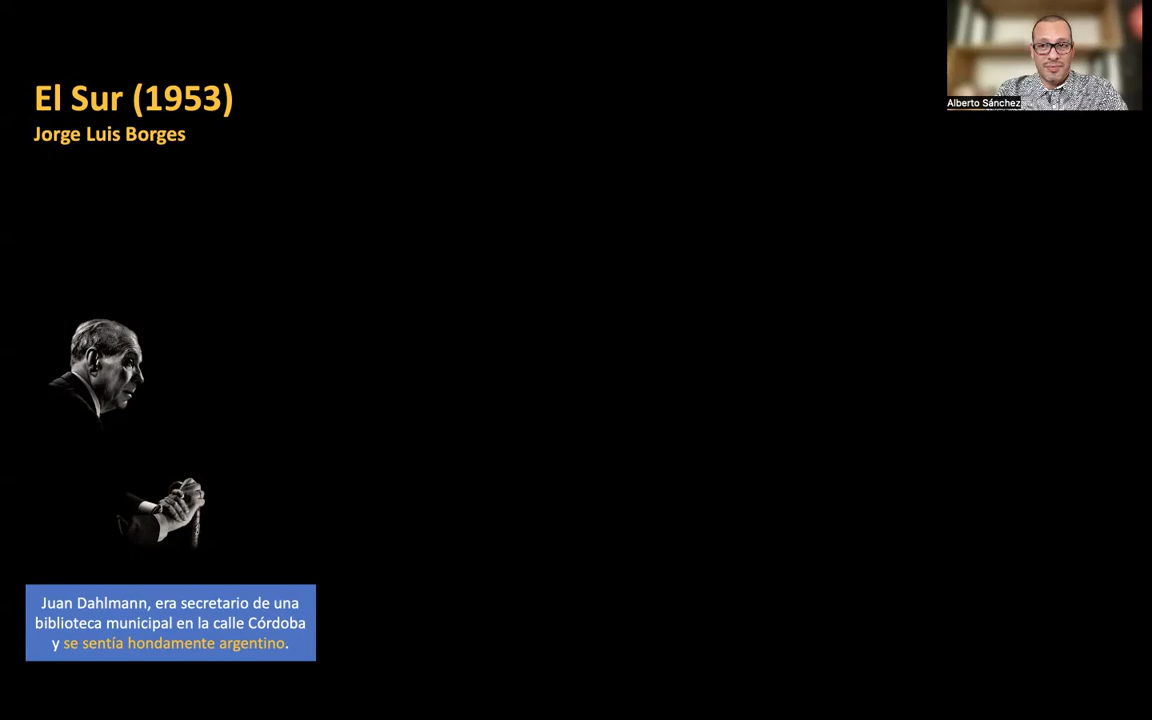 El Sur (1953)
Jorge Luis Borges
Alberto Sánchez
Juan Dahlmann, era secretario de una
biblioteca municipal en la calle Córdoba
y se sentía hondamente argentino.